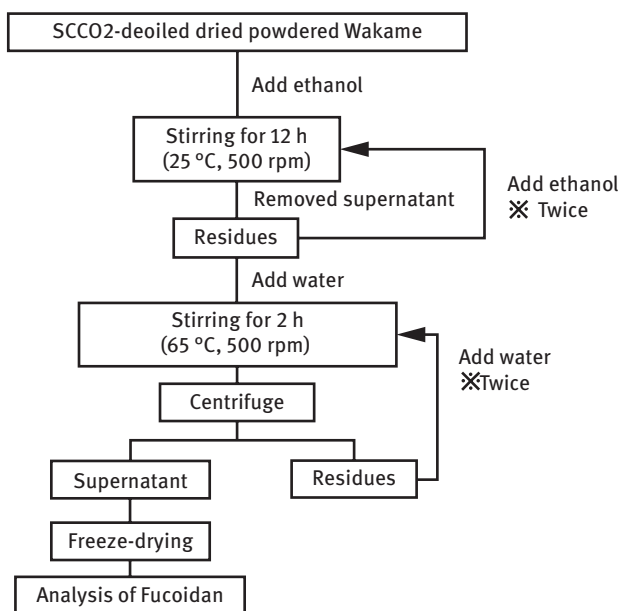 SCCO2-deoiled dried powdered Wakame
Add ethanol
Stirring for 12 h
(25 °C, 500 rpm)
Removed supernatant
Add ethanol
※ Twice
Residues
Add water
Stirring for 2 h
(65 °C, 500 rpm)
Add water
※Twice
Centrifuge
Supernatant
Residues
Freeze-drying
Analysis of Fucoidan